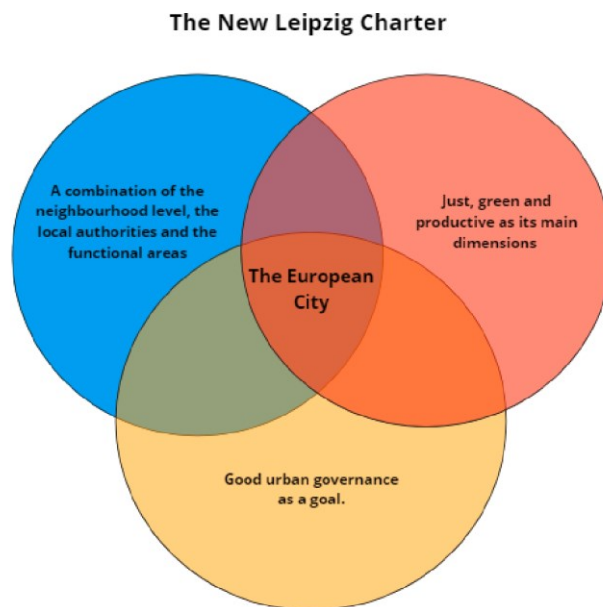 The New Leipzig Charter
A combination of the
neighbourhood level, the
local authorities and the
functional areas
Just, green and
productive as its main
dimensions
The European
City
Good urban governance
as a goal.